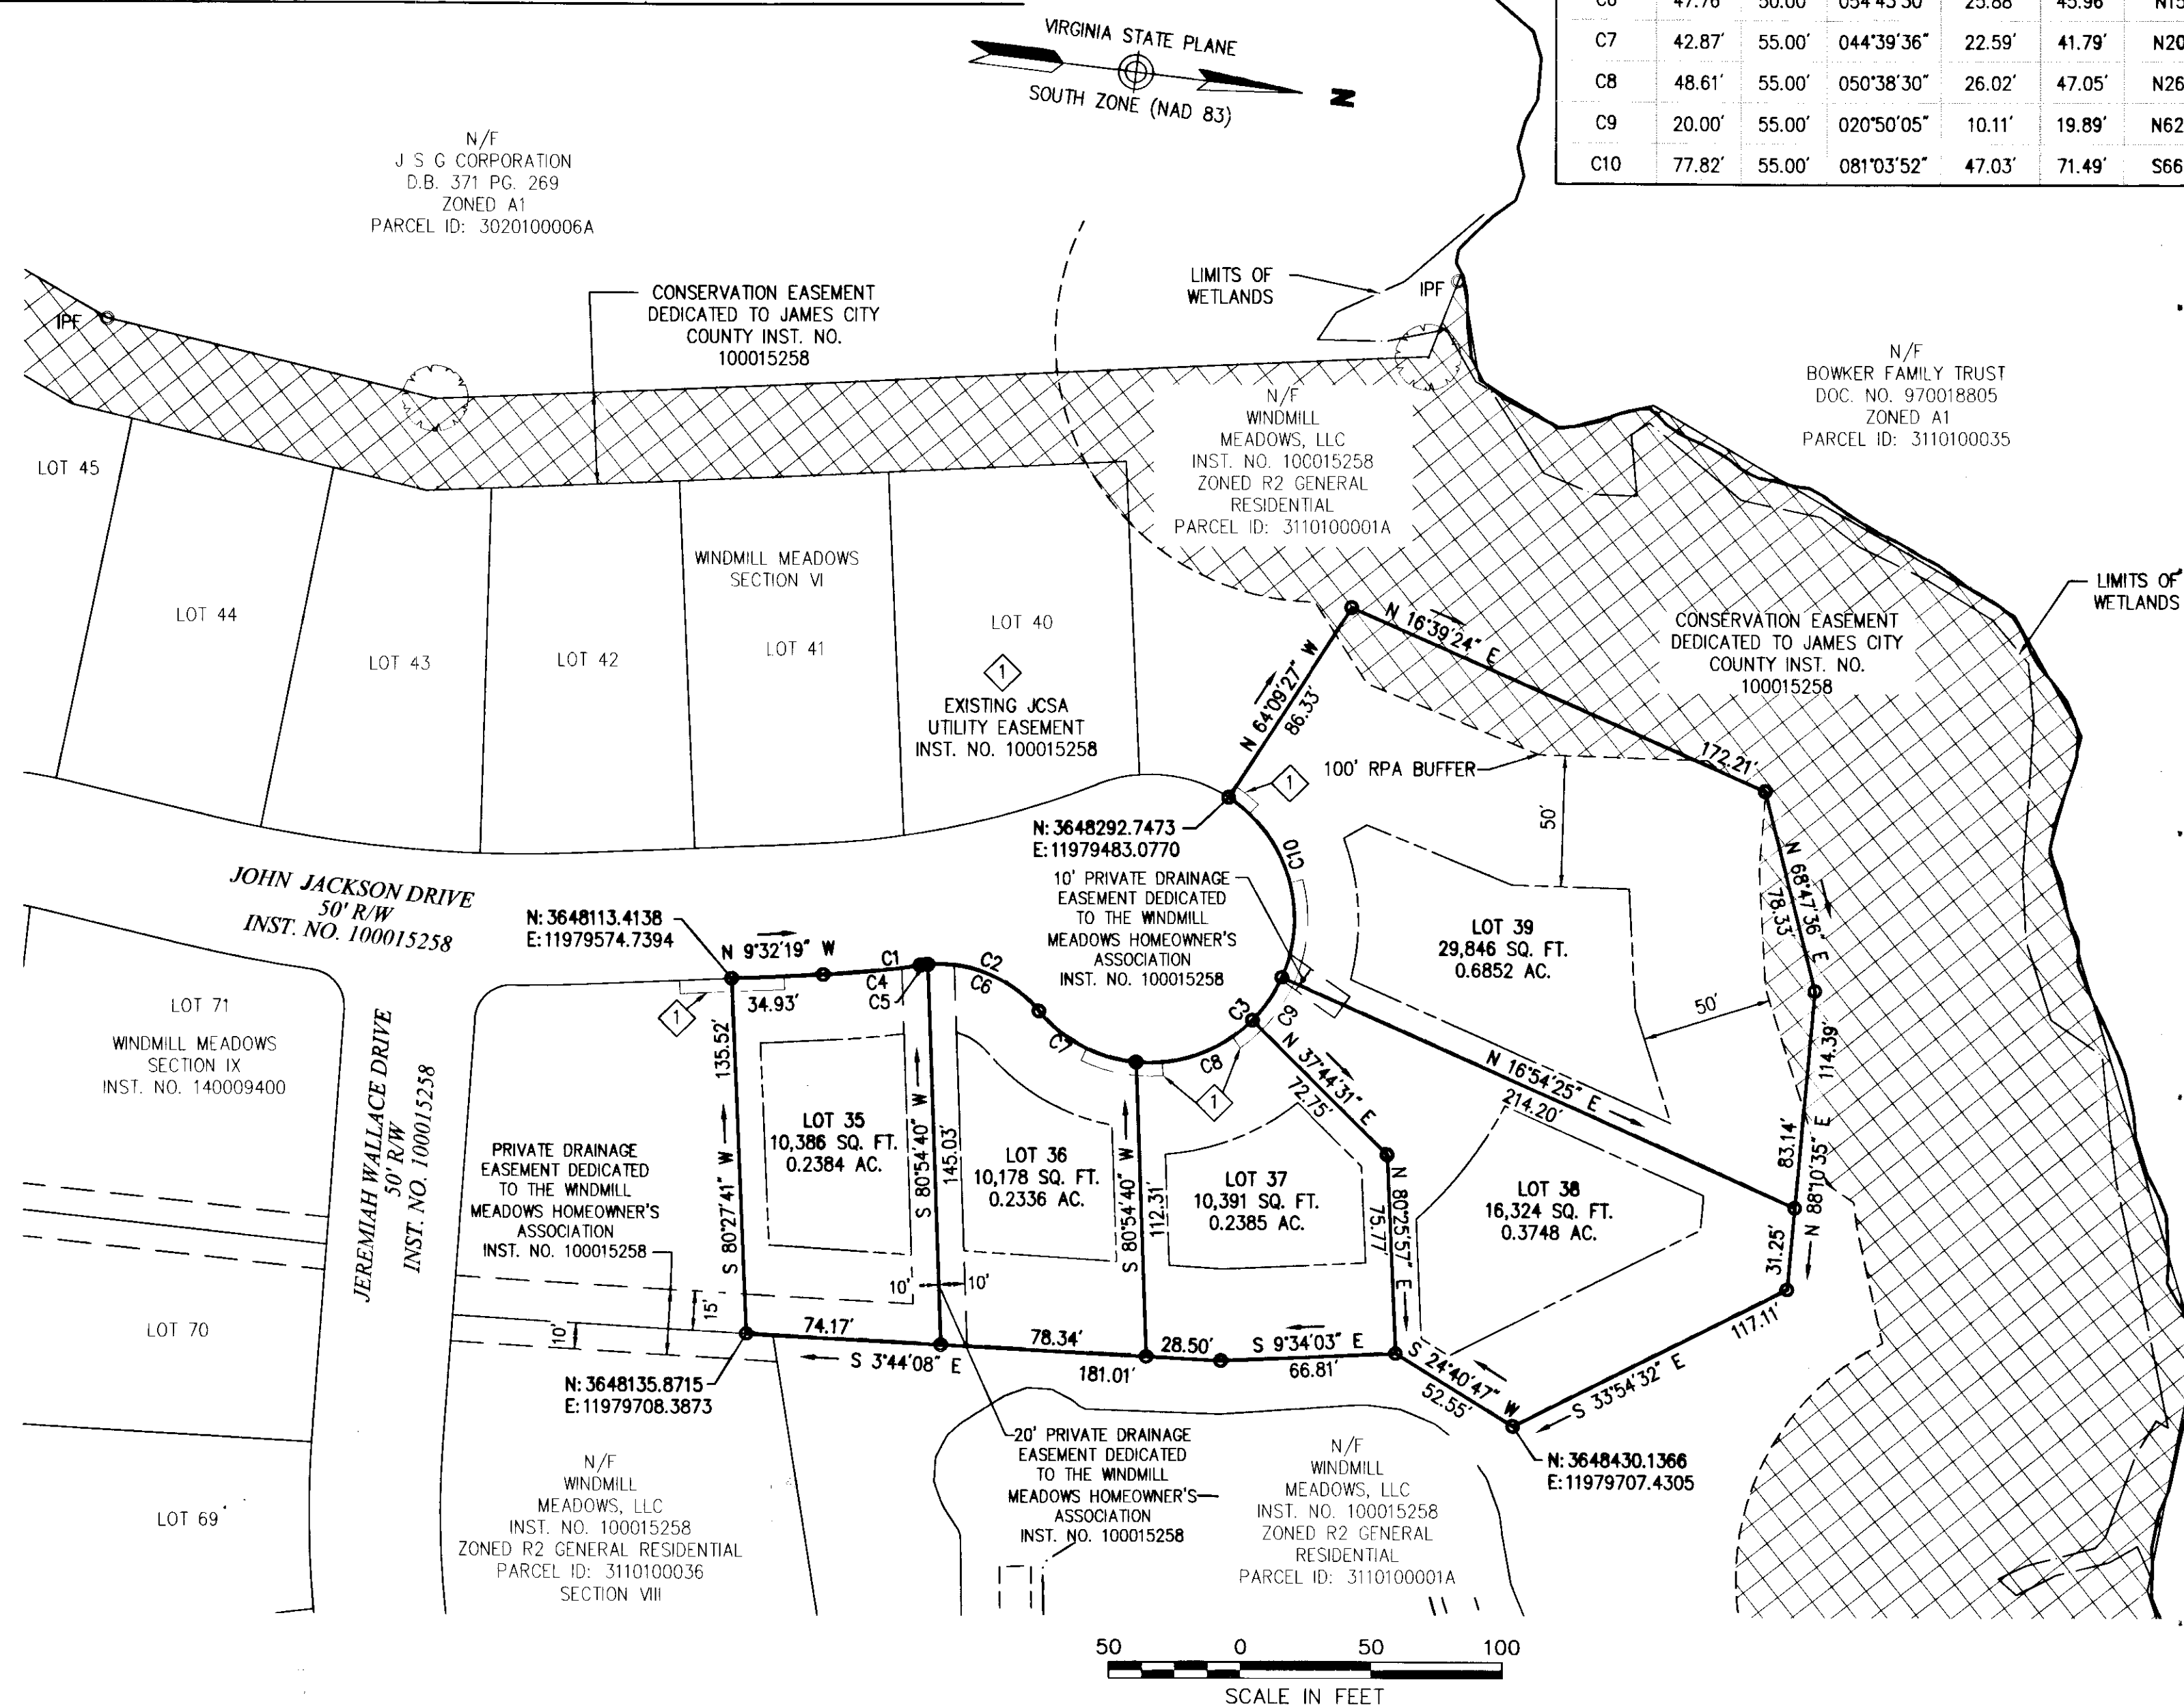 C6 47.76' 50.00' 054°43'30" 25.88' 45.96'
C7 42.87' 55.00' 044°39'36" 22.59' 41.79' N20
C8 48.61' 55.00' 050°38'30" 26.02' 47.05' N26
C9 20.00' 55.00' 020°50'05" 10.11' 19.89' N62
C10 77.82' 55.00' 081°03'52" 47.03' 71.49' S66
VIRGINIA STATE PLANE
SOUTH ZONE (NAD 83)
N
N/F
J S G CORPORATION
D.B. 371 PG. 269
ZONED A1
PARCEL ID: 3020100006A
IPF
CONSERVATION EASEMENT
DEDICATED TO JAMES CITY
COUNTY INST. NO.
100015258
LIMITS OF
WETLANDS
IPF
N/F
BOWKER FAMILY TRUST
DOC. NO. 970018805
ZONED A1
PARCEL ID: 3110100035
N/F
WINDMILL
MEADOWS, LLC
INST. NO. 100015258
ZONED R2 GENERAL
RESIDENTIAL
PARCEL ID: 3110100001A
LOT 45
LOT 44
LOT 43
LOT 42
WINDMILL MEADOWS
SECTION VI
LOT 41
LOT 40
1
EXISTING JCSA
UTILITY EASEMENT
INST. NO. 100015258
LIMITS OF
WETLANDS
CONSERVATION EASEMENT
DEDICATED TO JAMES CITY
COUNTY INST. NO.
100015258
N 16°39'24" E
172.21'
N 64°09'27" W
86.33'
100' RPA BUFFER
1
50'
N: 3648292.7473
E: 11979483.0770
C10
10' PRIVATE DRAINAGE
EASEMENT DEDICATED
TO THE WINDMILL
MEADOWS HOMEOWNER'S
ASSOCIATION
INST. NO. 100015258
N 68°47'36" E
78.33'
LOT 39
29,846 SQ. FT.
0.6852 AC.
50'
JOHN JACKSON DRIVE
50' R/W
INST. NO. 100015258
N: 3648113.4138
E: 11979574.7394
N 9°32'19" W
34.93'
C1
C4
C5
C2
C6
C7
C8
C3
C9
1
1
LOT 71
WINDMILL MEADOWS
SECTION IX
INST. NO. 140009400
JEREMIAH WALLACE DRIVE
50' R/W
INST. NO. 100015258
135.52'
S 80°27'41" W
LOT 35
10,386 SQ. FT.
0.2384 AC.
S 80°54'40" W
145.03'
LOT 36
10,178 SQ. FT.
0.2336 AC.
S 80°54'40" W
112.31'
LOT 37
10,391 SQ. FT.
0.2385 AC.
N 37°44'31" E
72.75'
N 80°25'57" E
75.77'
N 16°54'25" E
214.20'
LOT 38
16,324 SQ. FT.
0.3748 AC.
114.39'
83.14'
N 88°10'35" E
31.25'
PRIVATE DRAINAGE
EASEMENT DEDICATED
TO THE WINDMILL
MEADOWS HOMEOWNER'S
ASSOCIATION
INST. NO. 100015258
10'
15'
10'
10'
74.17'
S 3°44'08" E
78.34'
181.01'
28.50'
S 9°34'03" E
66.81'
S 24°40'47" W
52.55'
117.11'
S 33°54'32" E
LOT 70
LOT 69
N: 3648135.8715
E: 11979708.3873
N: 3648430.1366
E: 11979707.4305
N/F
WINDMILL
MEADOWS, LLC
INST. NO. 100015258
ZONED R2 GENERAL RESIDENTIAL
PARCEL ID: 3110100036
SECTION VIII
20' PRIVATE DRAINAGE
EASEMENT DEDICATED
TO THE WINDMILL
MEADOWS HOMEOWNER'S
ASSOCIATION
INST. NO. 100015258
N/F
WINDMILL
MEADOWS, LLC
INST. NO. 100015258
ZONED R2 GENERAL
RESIDENTIAL
PARCEL ID: 3110100001A
50 0 50 100
SCALE IN FEET